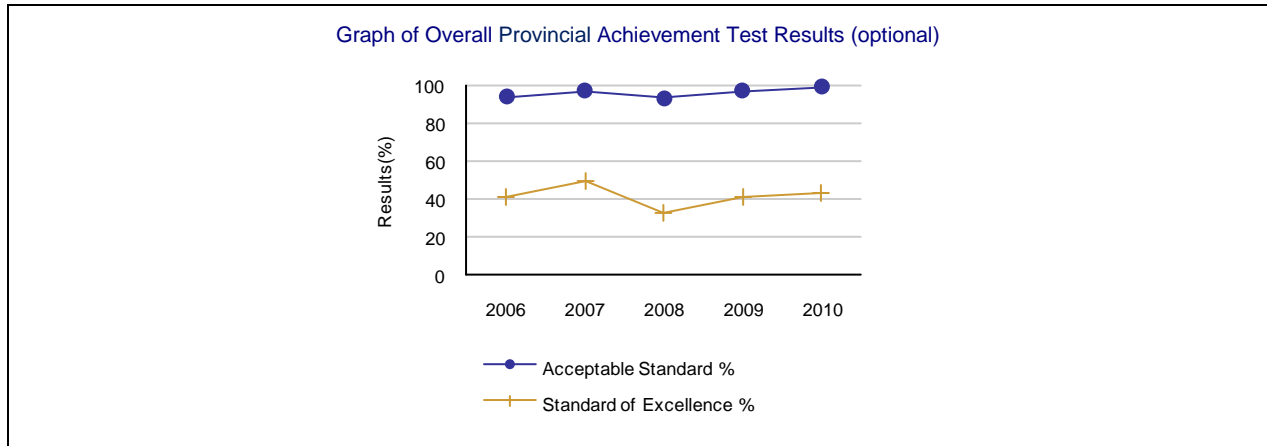 Graph of Overall Provincial Achievement Test Results (optional)
100
80
60
40
20
0
Results(%)
2006 2007 2008 2009 2010
Acceptable Standard %
Standard of Excellence %